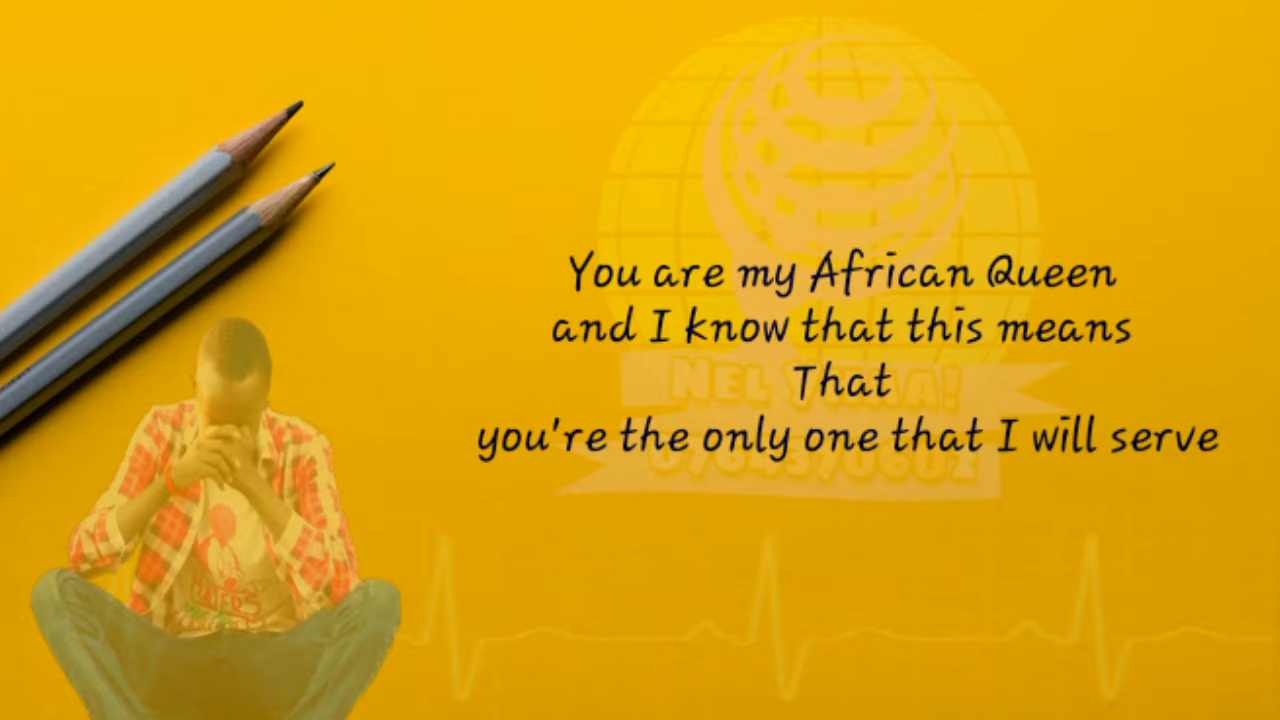 You are my African Queen
and I know that this means
That
you're the only one that I will serve